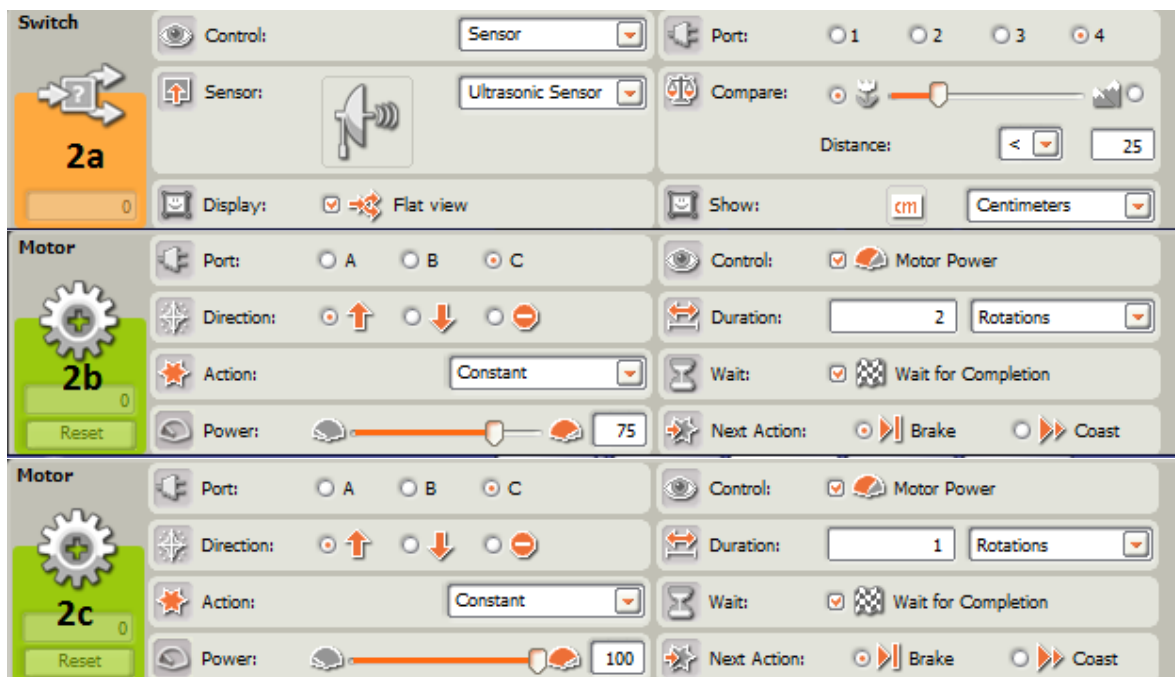 Switch
Control: Sensor Port: 1 2 3 4
Sensor: Ultrasonic Sensor Compare:
2a
Distance: < 25
0 Display: Flat view Show: cm Centimeters
Motor
Port: A B C Control: Motor Power
Direction: Duration: 2 Rotations
2b
Action: Constant Wait: Wait for Completion
0
Reset Power: 75 Next Action: Brake Coast
Motor
Port: A B C Control: Motor Power
Direction: Duration: 1 Rotations
2c
Action: Constant Wait: Wait for Completion
0
Reset Power: 100 Next Action: Brake Coast